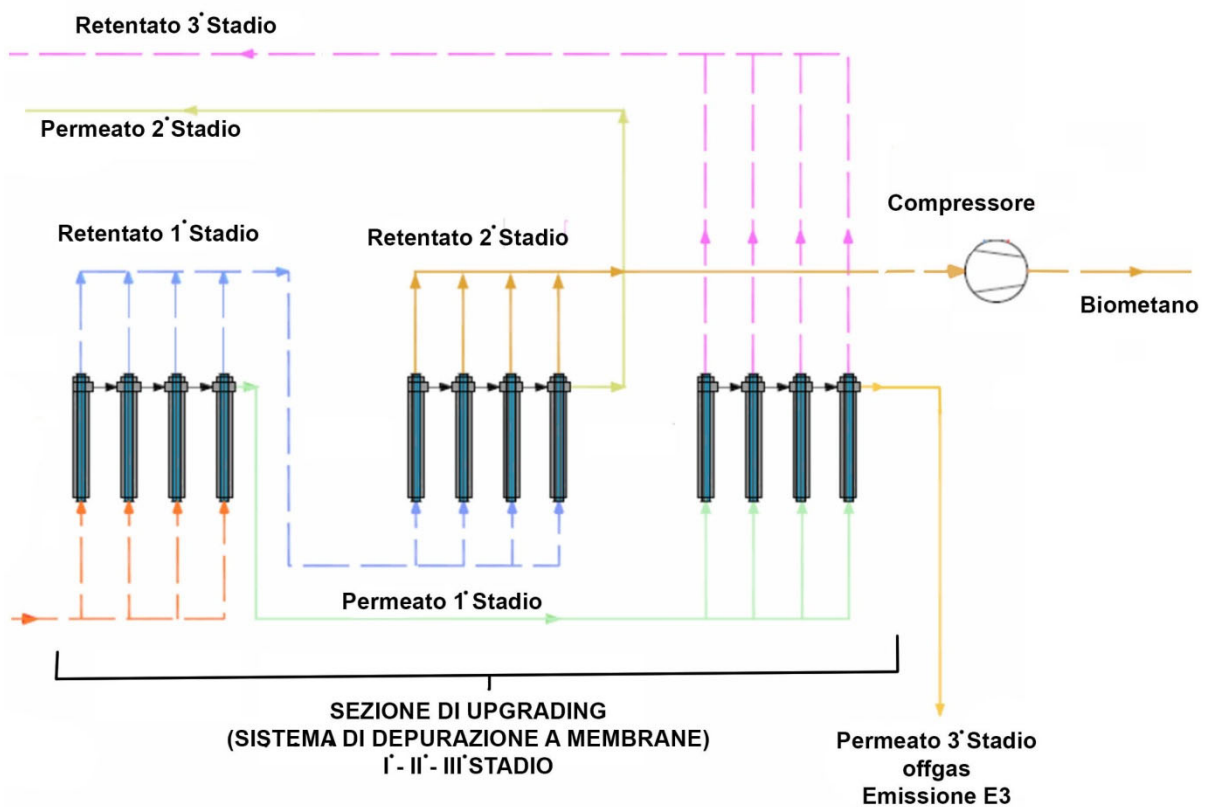 Retentato 3°Stadio
Permeato 2°Stadio
Compressore
Retentato 1°Stadio
Retentato 2°Stadio
Biometano
Permeato 1°Stadio
SEZIONE DI UPGRADING
(SISTEMA DI DEPURAZIONE A MEMBRANE)
I°- II°- III°STADIO
Permeato 3°Stadio
offgas
Emissione E3